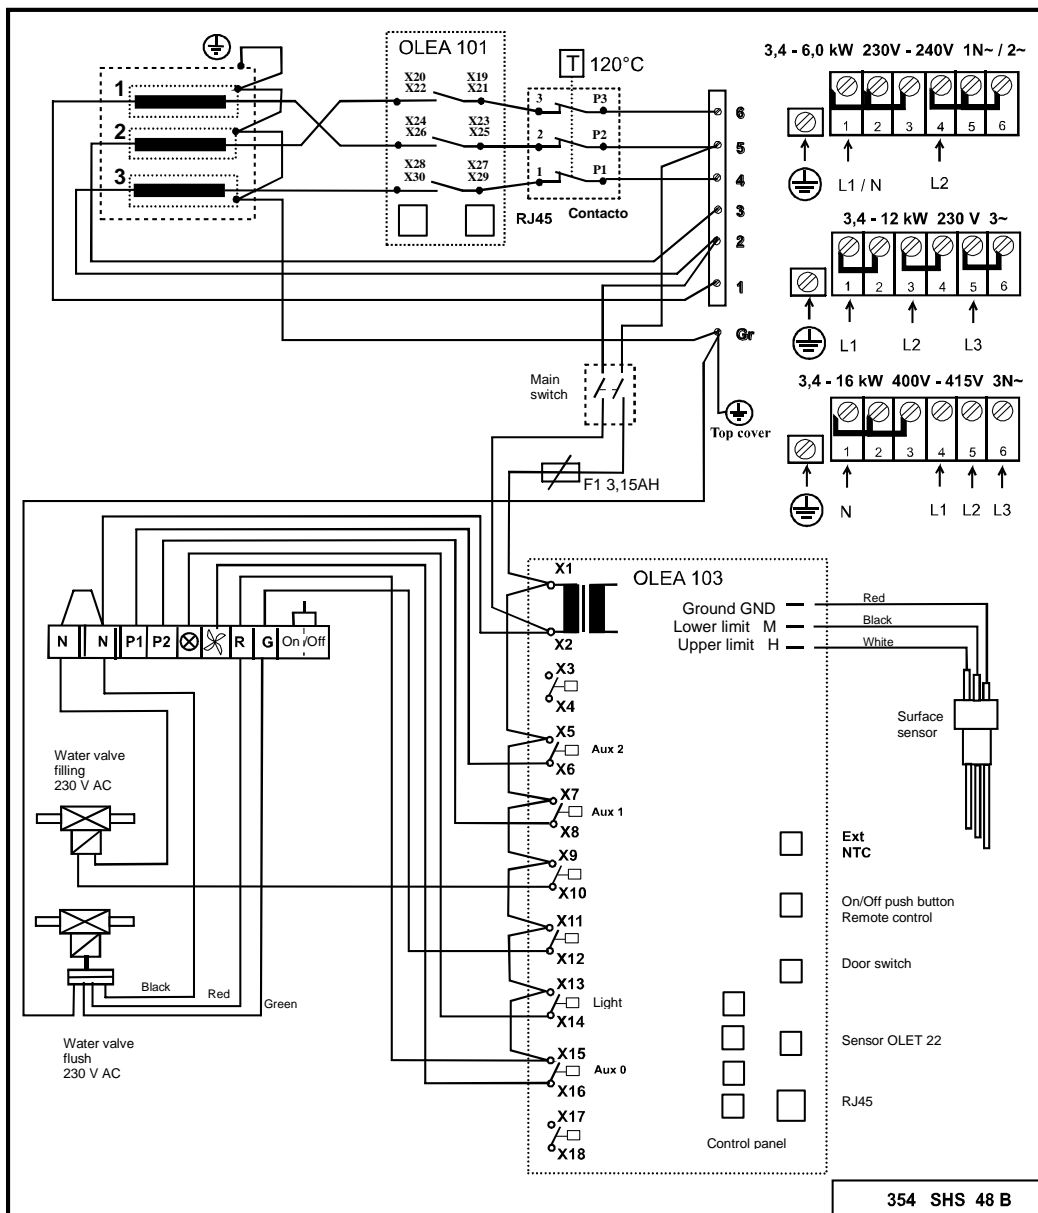 OLEA 101
T 120°C
3,4 - 6,0 kW 230V - 240V 1N~ / 2~
1 2 3 4 5 6
L1 / N L2
1
2
3
X20 X19
X22 X21
X24 X23
X26 X25
X28 X27
X30 X29
3 P3
2 P2
1 P1
RJ45 Contacto
6
5
4
3
2
1
Gr
3,4 - 12 kW 230 V 3~
1 2 3 4 5 6
L1 L2 L3
3,4 - 16 kW 400V - 415V 3N~
1 2 3 4 5 6
N L1 L2 L3
Main
switch
Top cover
F1 3,15AH
N N P1 P2 R G On/Off
OLEA 103
X1
X2
X3
X4
X5
Aux 2
X6
X7
Aux 1
X8
X9
X10
X11
X12
X13
Light
X14
X15
Aux 0
X16
X17
X18
Ground GND
Lower limit M
Upper limit H
Red
Black
White
Surface
sensor
Water valve
filling
230 V AC
Black
Red
Green
Water valve
flush
230 V AC
Ext
NTC
On/Off push button
Remote control
Door switch
Sensor OLET 22
RJ45
Control panel
354 SHS 48 B